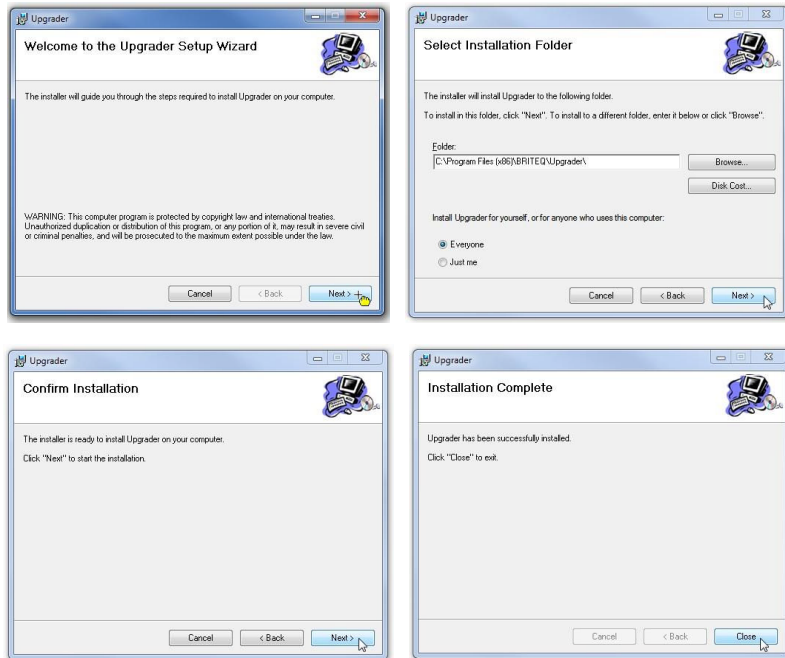 Upgrader
Welcome to the Upgrader Setup Wizard
The installer will guide you through the steps required to install Upgrader on your computer.
WARNING: This computer program is protected by copyright law and international treaties.
Unauthorized duplication or distribution of this program, or any portion of it, may result in severe civil
or criminal penalties, and will be prosecuted to the maximum extent possible under the law.
Cancel
< Back
Next >
Upgrader
Select Installation Folder
The installer will install Upgrader to the following folder.
To install in this folder, click "Next". To install to a different folder, enter it below or click "Browse".
Folder:
C:\Program Files (x86)\BRITEQ\Upgrader\
Browse...
Disk Cost...
Install Upgrader for yourself, or for anyone who uses this computer:
Everyone
Just me
Cancel
< Back
Next >
Upgrader
Confirm Installation
The installer is ready to install Upgrader on your computer.
Click "Next" to start the installation.
Cancel
< Back
Next >
Upgrader
Installation Complete
Upgrader has been successfully installed.
Click "Close" to exit.
Cancel
< Back
Close